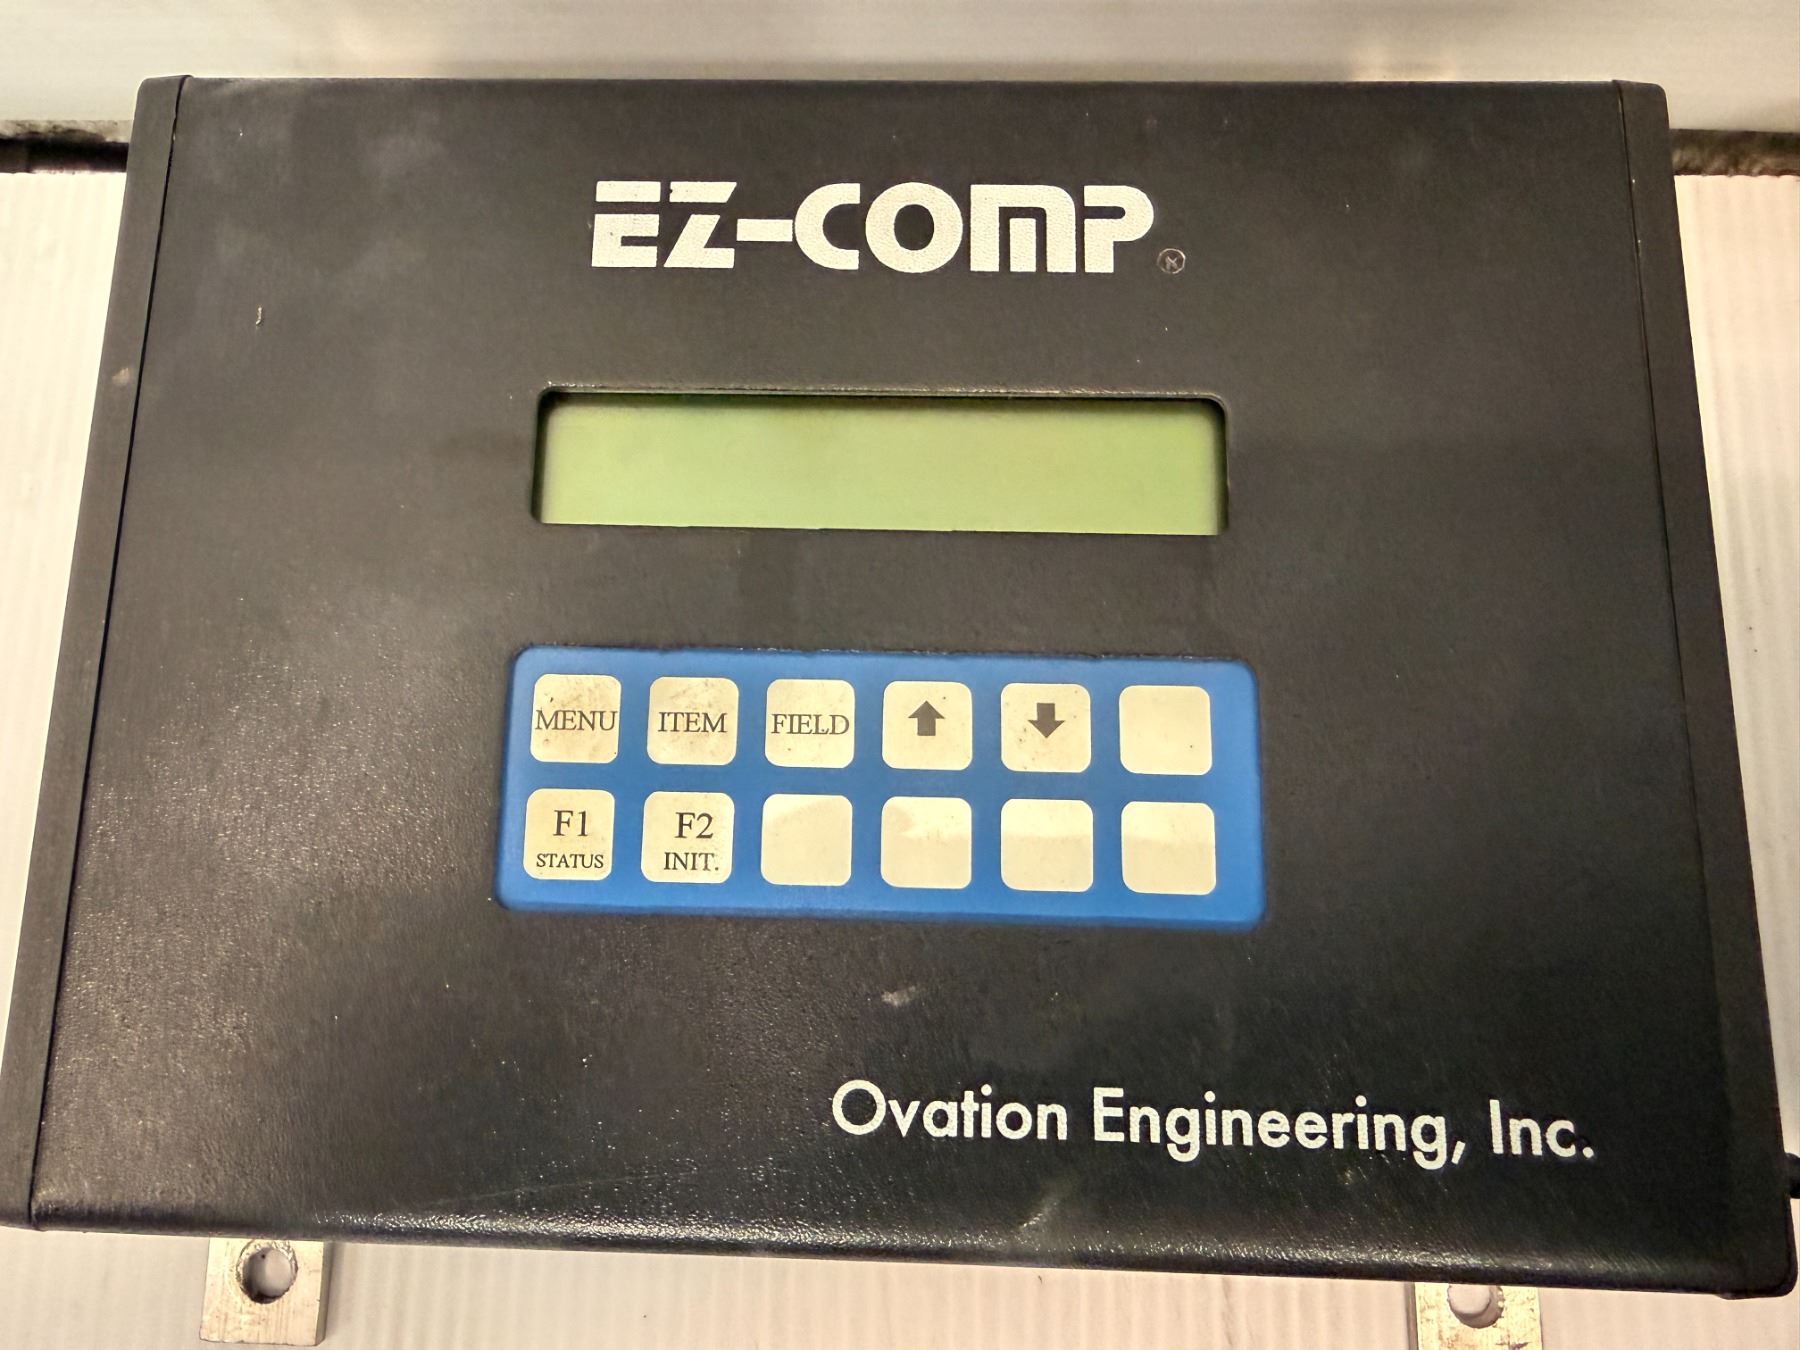 EZ-COMP®
MENU ITEM FIELD ⬆ ⬇
F1 F2
STATUS INIT.
Ovation Engineering, Inc.